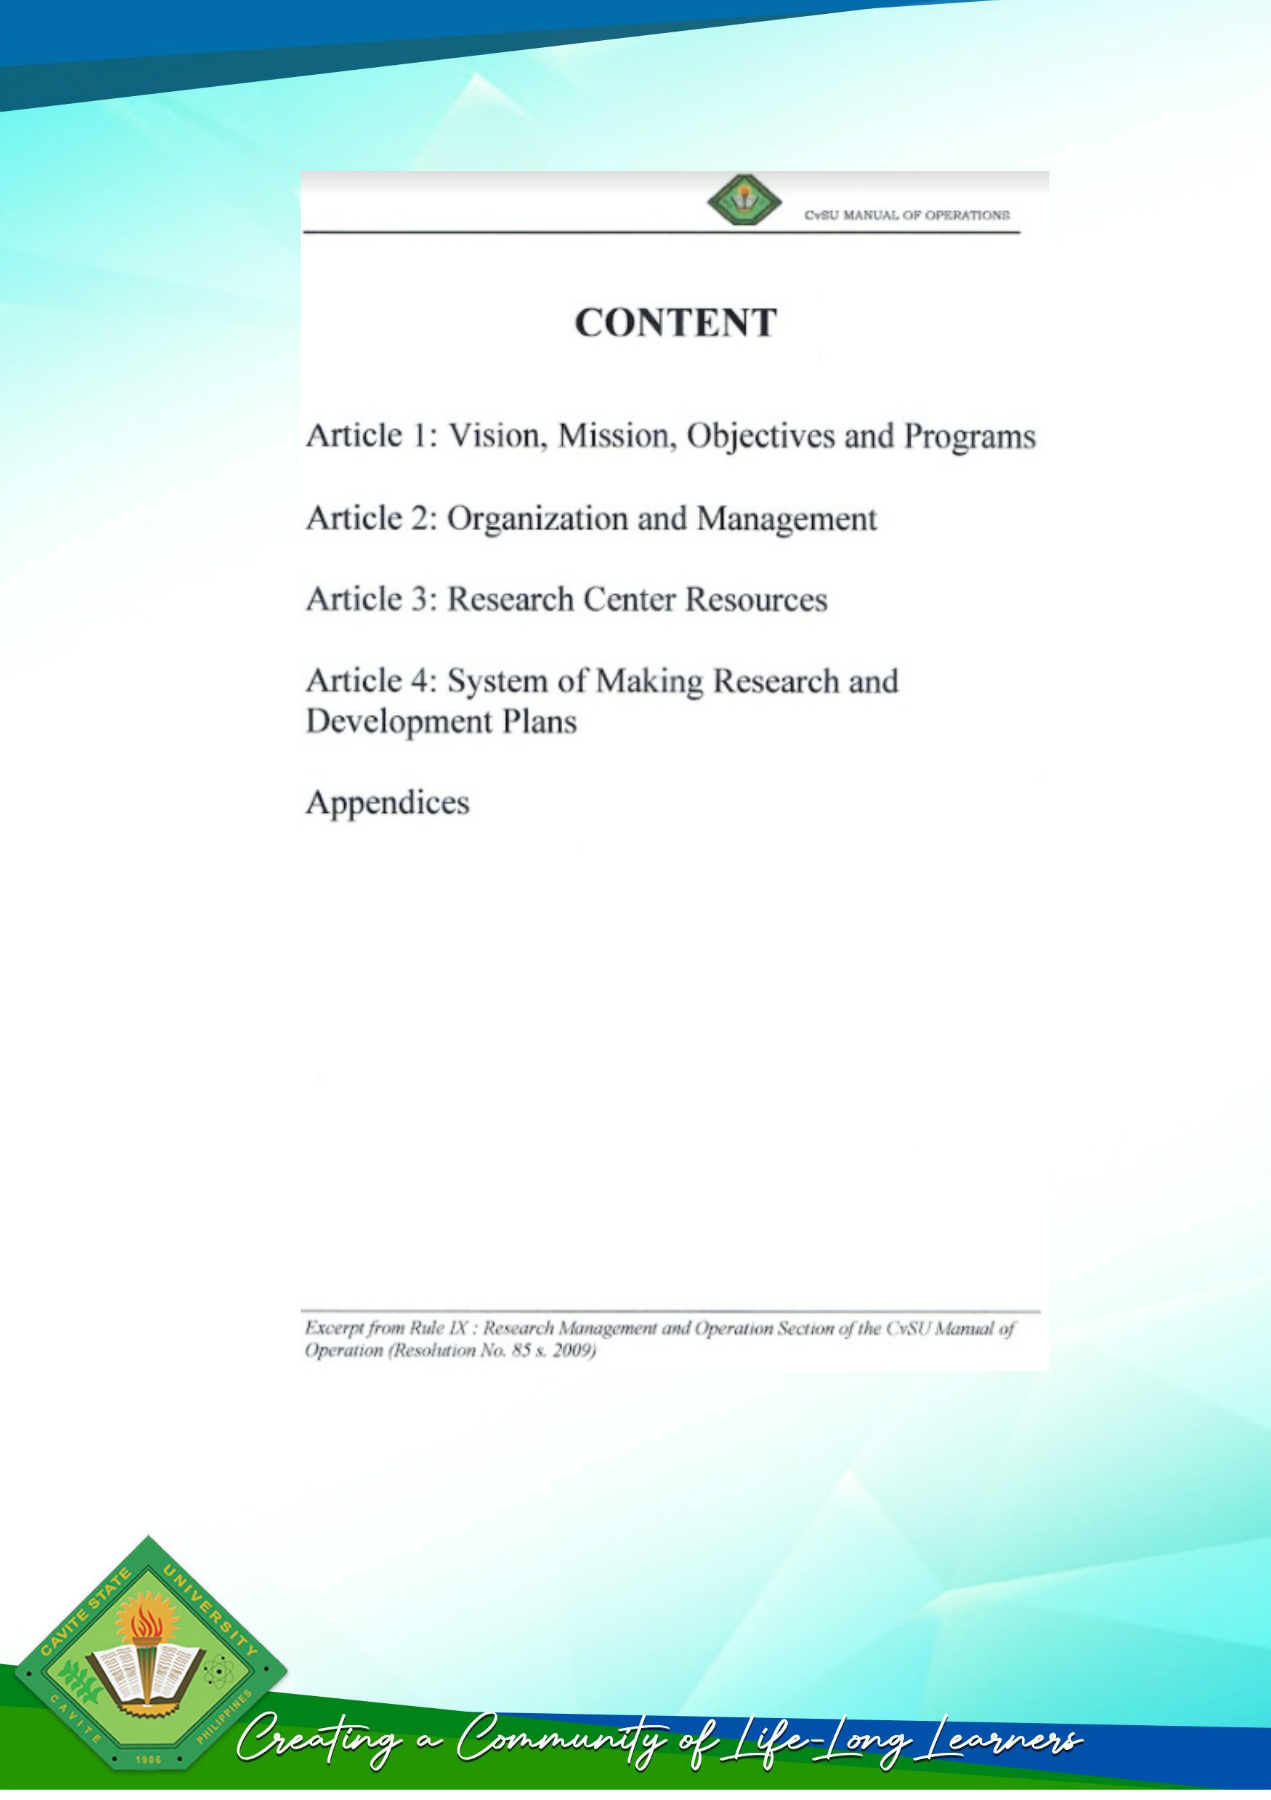 CvSU MANUAL OF OPERATIONS
CONTENT
Article 1: Vision, Mission, Objectives and Programs
Article 2: Organization and Management
Article 3: Research Center Resources
Article 4: System of Making Research and
Development Plans
Appendices
Excerpt from Rule IX : Research Management and Operation Section of the CvSU Manual of
Operation (Resolution No. 85 s. 2009)
CAVITE STATE UNIVERSITY
CAVITE 1906 PHILIPPINES
Creating a Community of Life-Long Learners